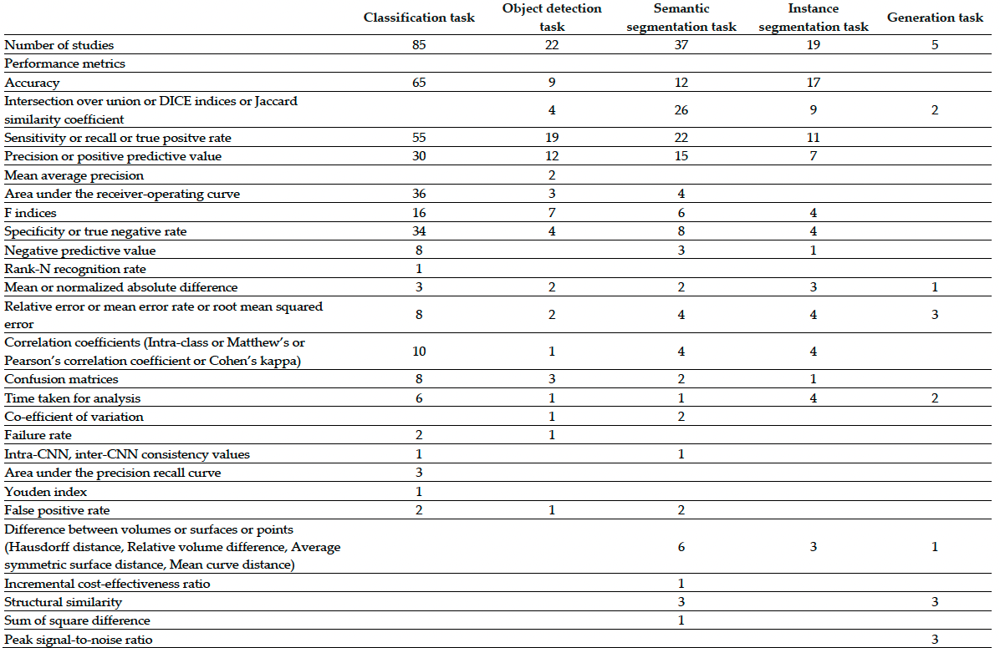 Classification task Object detection task Semantic segmentation task Instance segmentation task Generation task
Number of studies 85 22 37 19 5
Performance metrics
Accuracy 65 9 12 17
Intersection over union or DICE indices or Jaccard
similarity coefficient 4 26 9 2
Sensitivity or recall or true positve rate 55 19 22 11
Precision or positive predictive value 30 12 15 7
Mean average precision 2
Area under the receiver-operating curve 36 3 4
F indices 16 7 6 4
Specificity or true negative rate 34 4 8 4
Negative predictive value 8 3 1
Rank-N recognition rate 1
Mean or normalized absolute difference 3 2 2 3 1
Relative error or mean error rate or root mean squared
error 8 2 4 4 3
Correlation coefficients (Intra-class or Matthew's or
Pearson's correlation coefficient or Cohen's kappa) 10 1 4 4
Confusion matrices 8 3 2 1
Time taken for analysis 6 1 1 4 2
Co-efficient of variation 1 2
Failure rate 2 1
Intra-CNN, inter-CNN consistency values 1 1
Area under the precision recall curve 3
Youden index 1
False positive rate 2 1 2
Difference between volumes or surfaces or points
(Hausdorff distance, Relative volume difference, Average
symmetric surface distance, Mean curve distance) 6 3 1
Incremental cost-effectiveness ratio 1
Structural similarity 3 3
Sum of square difference 1
Peak signal-to-noise ratio 3